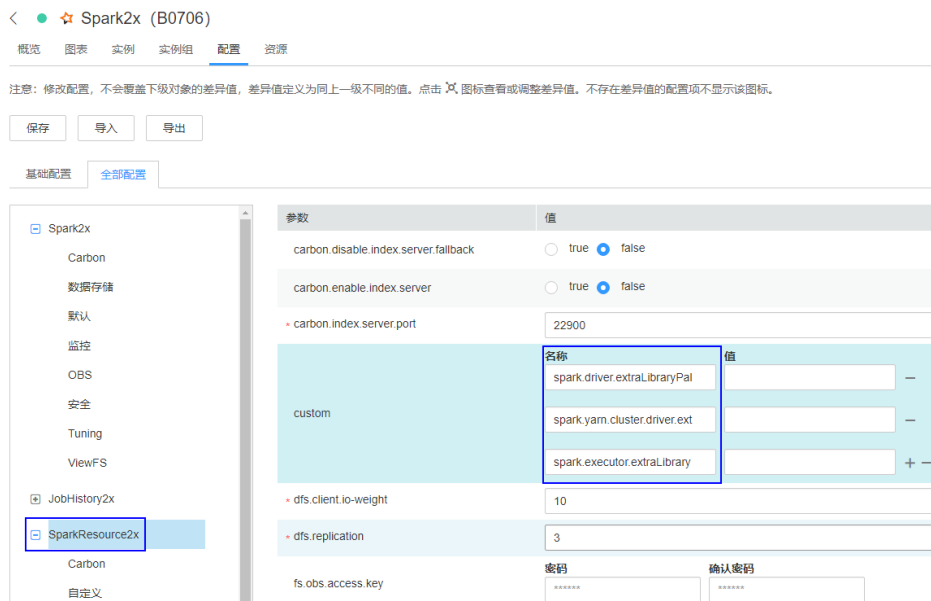 Spark2x（B0706）
概览 图表 实例 实例组 配置 资源
注意：修改配置，不会覆盖下级对象的差异值，差异值定义为同上一级不同的值。点击 图标查看或调整差异值。不存在差异值的配置项不显示该图标。
保存 导入 导出
基础配置 全部配置
Spark2x
Carbon
数据存储
默认
监控
OBS
安全
Tuning
ViewFS
JobHistory2x
SparkResource2x
Carbon
自定义
参数 值
carbon.disable.index.server.fallback true false
carbon.enable.index.server true false
* carbon.index.server.port 22900
名称 值
custom
spark.driver.extraLibraryPal
spark.yarn.cluster.driver.ext
spark.executor.extraLibrary
* dfs.client.io-weight 10
* dfs.replication 3
密码 确认密码
fs.obs.access.key ****** ******